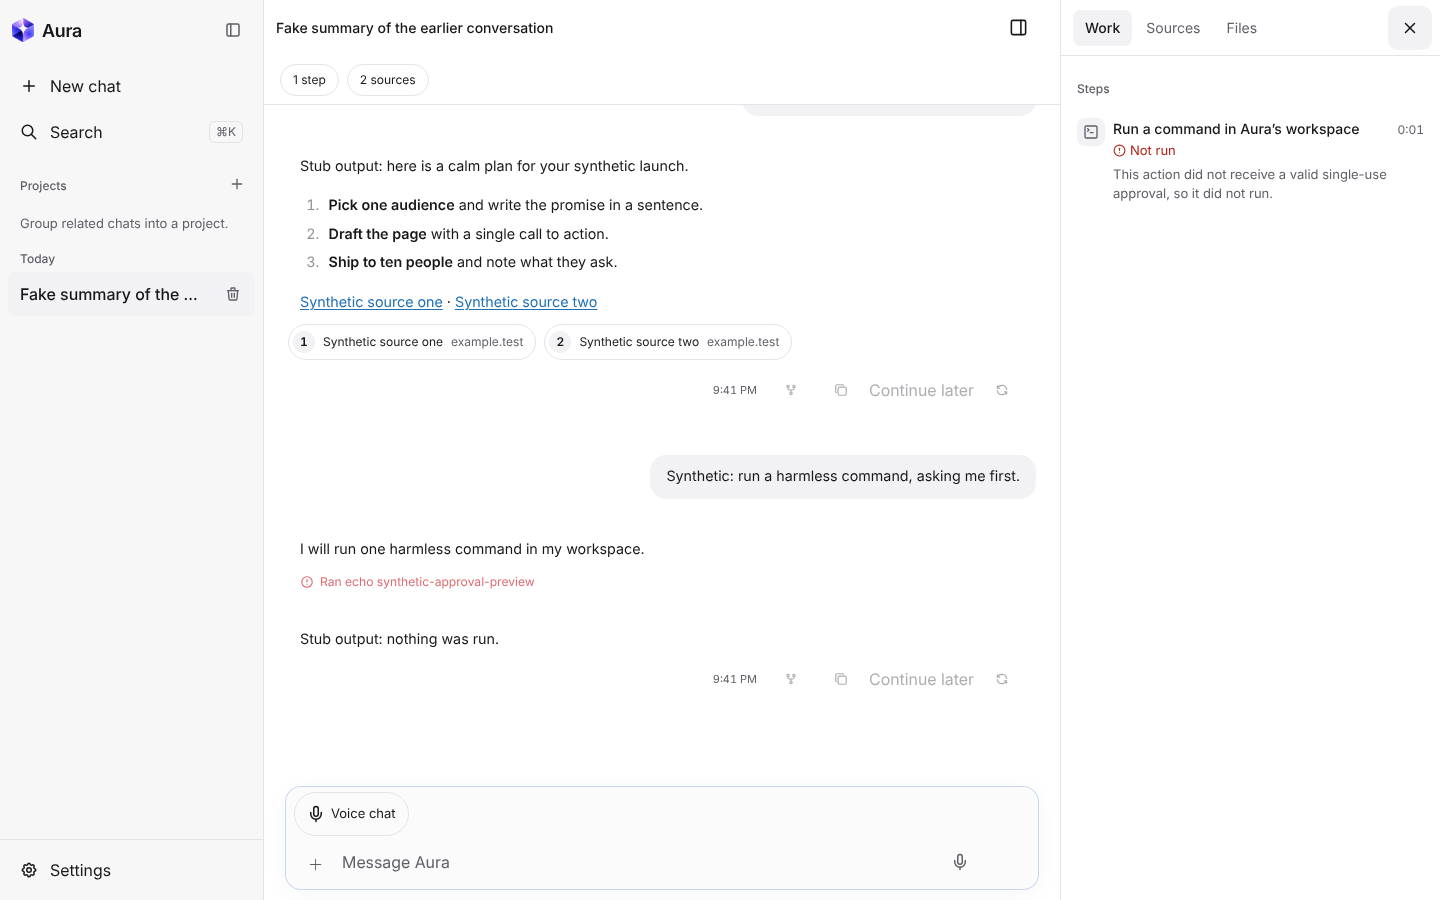 Aura
New chat
Search
⌘K
Projects
Group related chats into a project.
Today
Fake summary of the ...
Settings
Fake summary of the earlier conversation
1 step
2 sources
Stub output: here is a calm plan for your synthetic launch.
1. Pick one audience and write the promise in a sentence.
2. Draft the page with a single call to action.
3. Ship to ten people and note what they ask.
Synthetic source one · Synthetic source two
1 Synthetic source one example.test
2 Synthetic source two example.test
9:41 PM
Continue later
Synthetic: run a harmless command, asking me first.
I will run one harmless command in my workspace.
Ran echo synthetic-approval-preview
Stub output: nothing was run.
9:41 PM
Continue later
Voice chat
Message Aura
Work
Sources
Files
Steps
Run a command in Aura’s workspace
0:01
Not run
This action did not receive a valid single-use
approval, so it did not run.